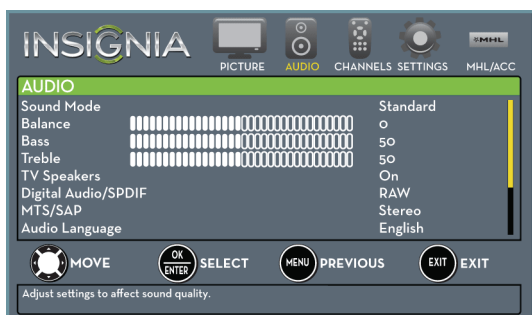 INSIGNIA
PICTURE AUDIO CHANNELS SETTINGS MHL/ACC
MHL
AUDIO
Sound Mode Standard
Balance 0
Bass 50
Treble 50
TV Speakers On
Digital Audio/SPDIF RAW
MTS/SAP Stereo
Audio Language English
MOVE OK ENTER SELECT MENU PREVIOUS EXIT EXIT
Adjust settings to affect sound quality.